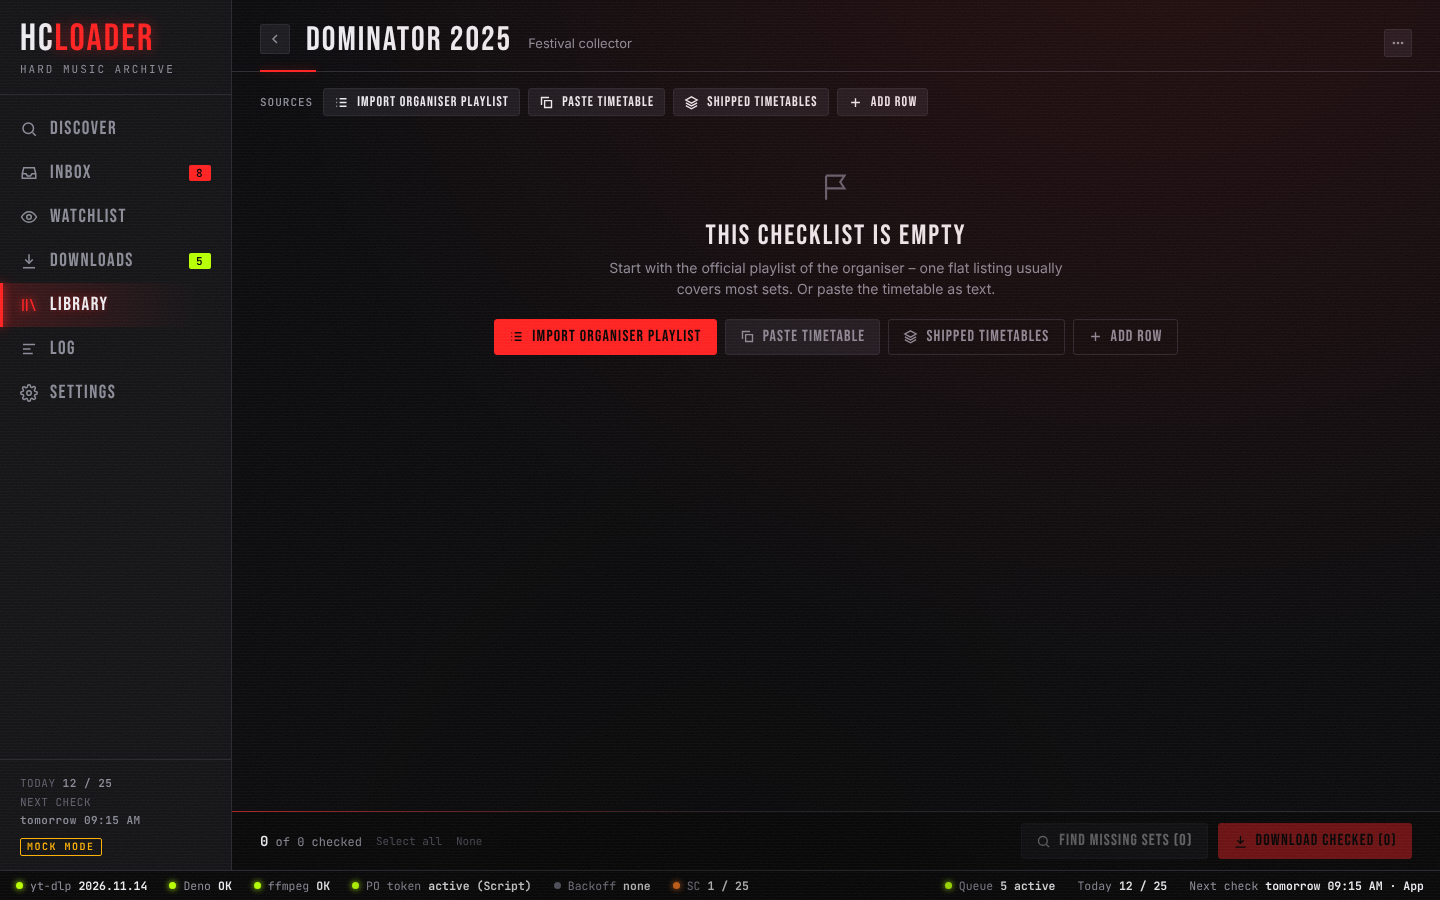 HCLOADER
HARD MUSIC ARCHIVE
DISCOVER
INBOX 8
WATCHLIST
DOWNLOADS 5
LIBRARY
LOG
SETTINGS
TODAY 12 / 25
NEXT CHECK
tomorrow 09:15 AM
MOCK MODE
DOMINATOR 2025 Festival collector
SOURCES IMPORT ORGANISER PLAYLIST PASTE TIMETABLE SHIPPED TIMETABLES ADD ROW
THIS CHECKLIST IS EMPTY
Start with the official playlist of the organiser – one flat listing usually
covers most sets. Or paste the timetable as text.
IMPORT ORGANISER PLAYLIST PASTE TIMETABLE SHIPPED TIMETABLES ADD ROW
0 of 0 checked Select all None FIND MISSING SETS (0) DOWNLOAD CHECKED (0)
yt-dlp 2026.11.14 Deno OK ffmpeg OK PO token active (Script) Backoff none SC 1 / 25 Queue 5 active Today 12 / 25 Next check tomorrow 09:15 AM · App